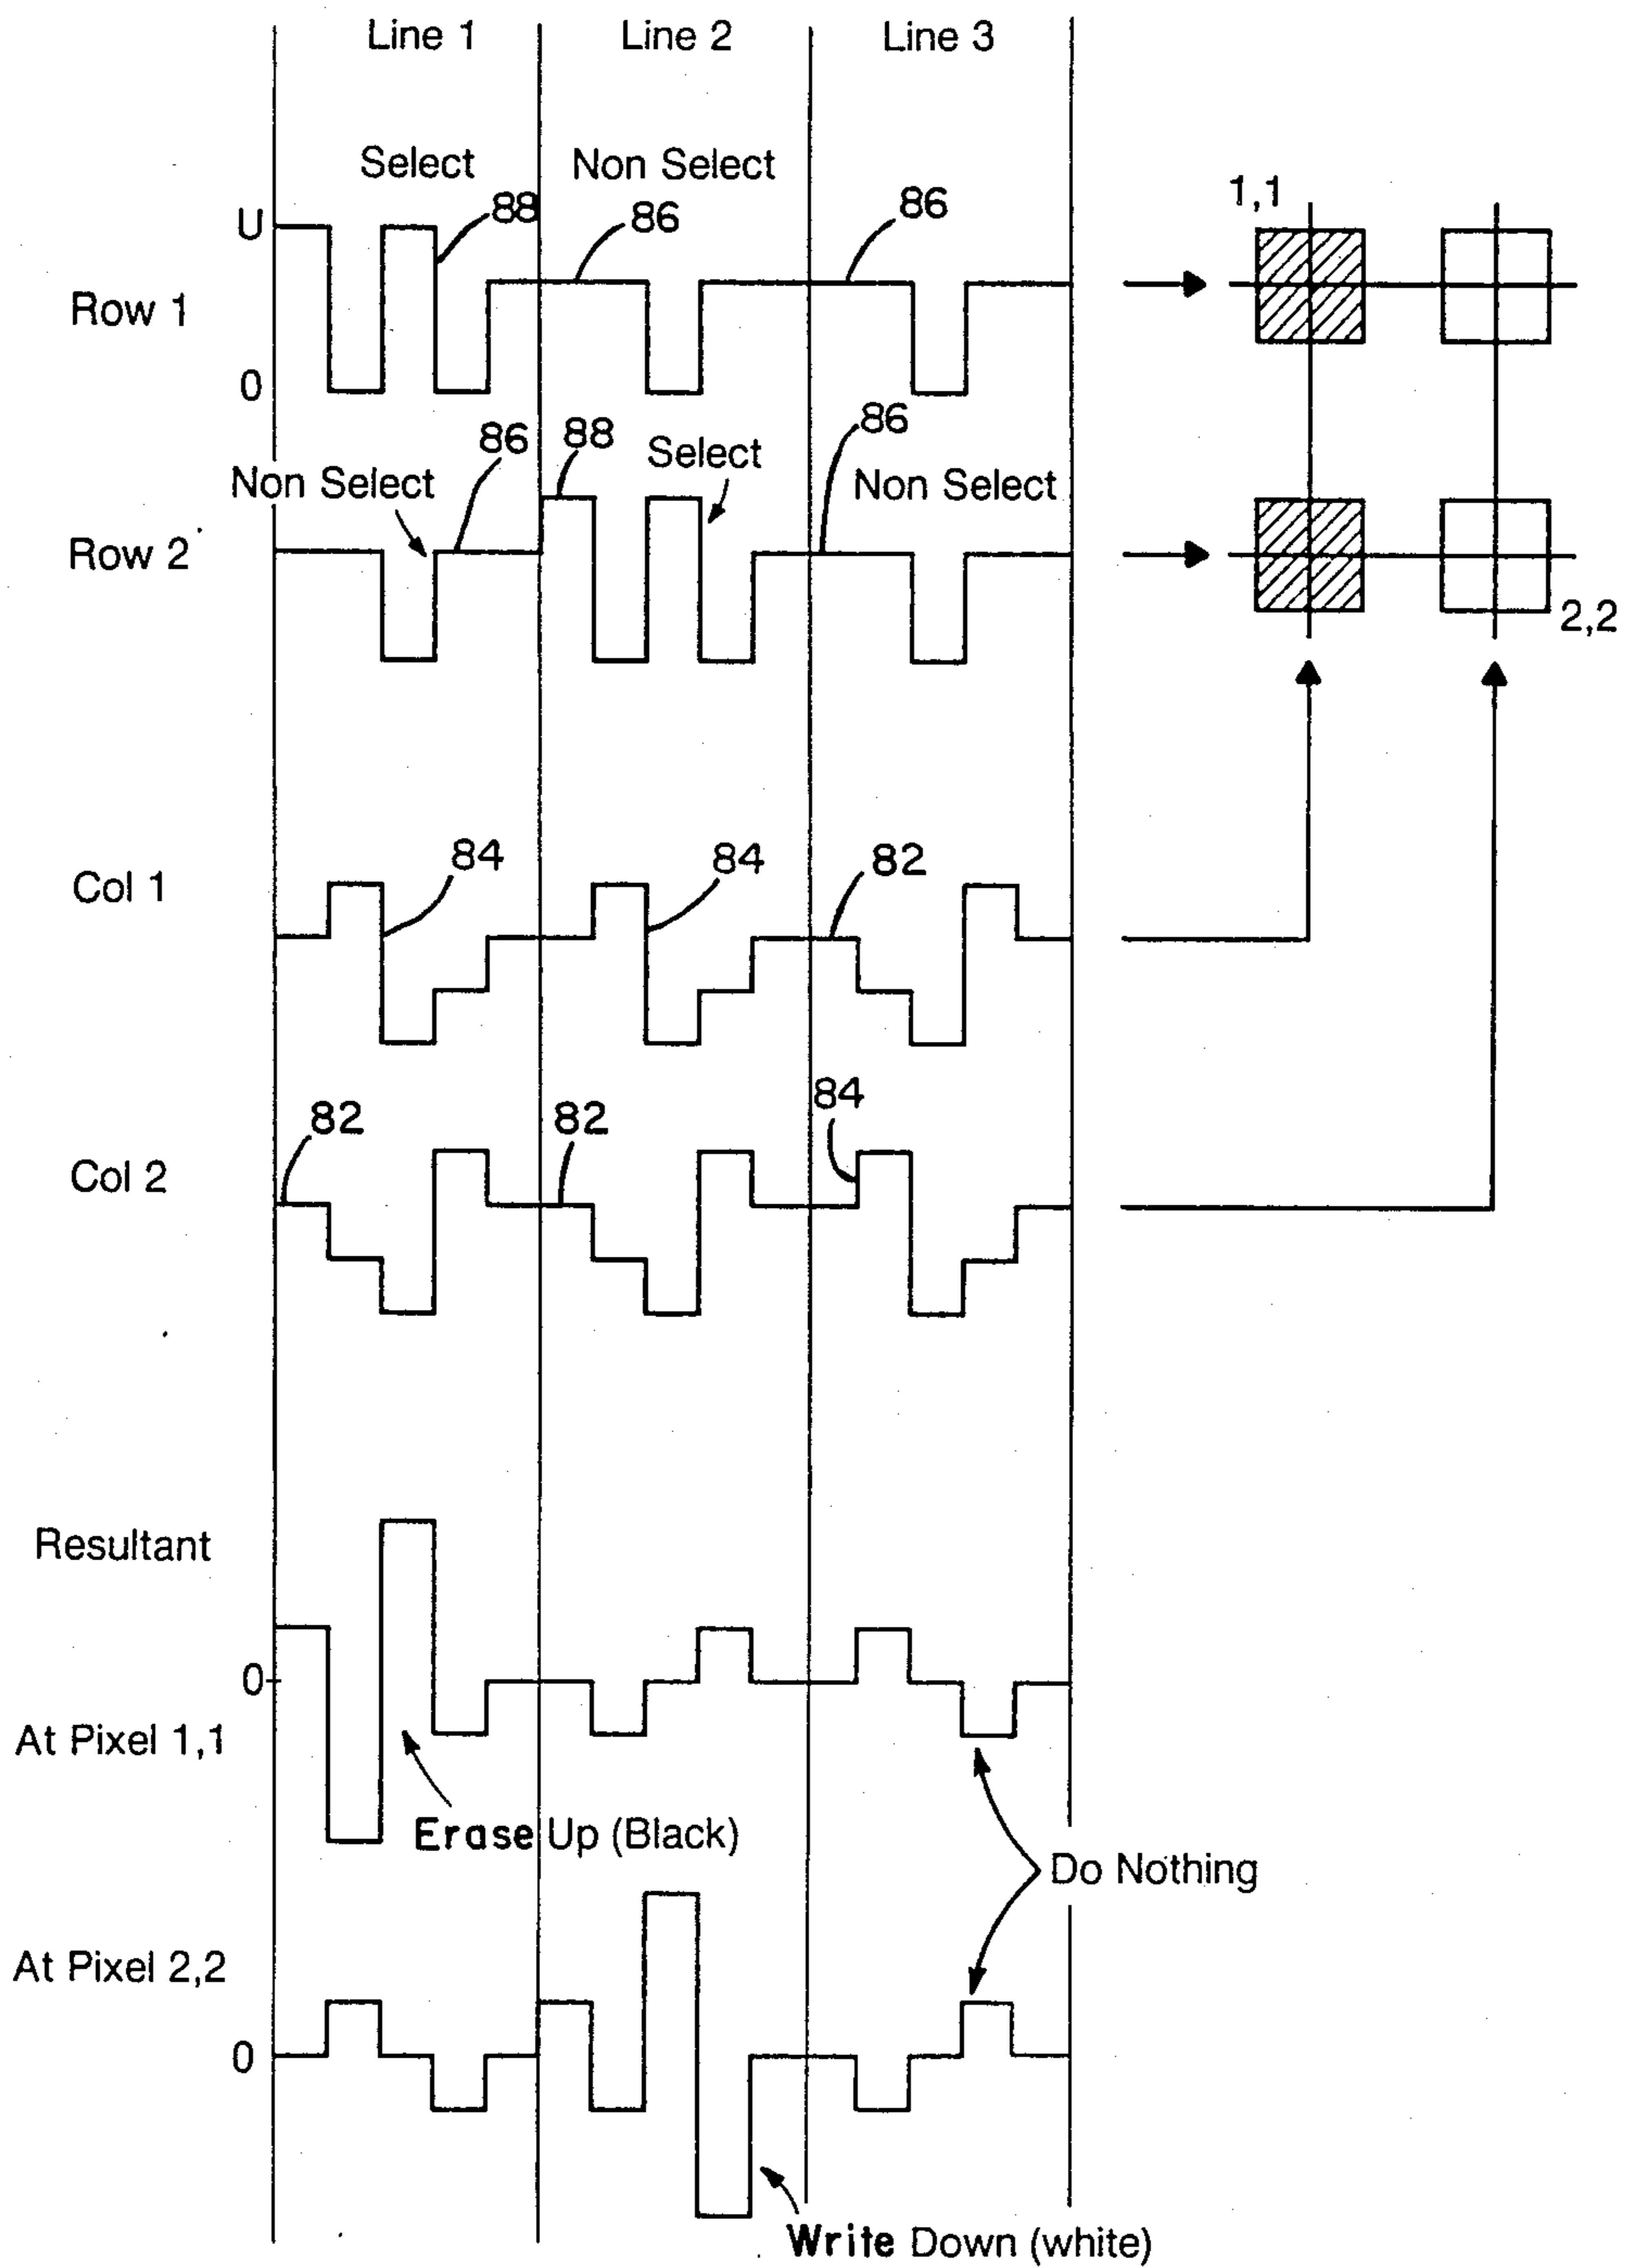 Line 1 Line 2 Line 3
Select Non Select
88 86 86
1,1
U
Row 1
0
86 88 Select 86
Non Select Non Select
Row 2
2,2
84 84 82
Col 1
82 82 84
Col 2
Resultant
0
At Pixel 1,1
Erase Up (Black)
Do Nothing
At Pixel 2,2
0
Write Down (white)